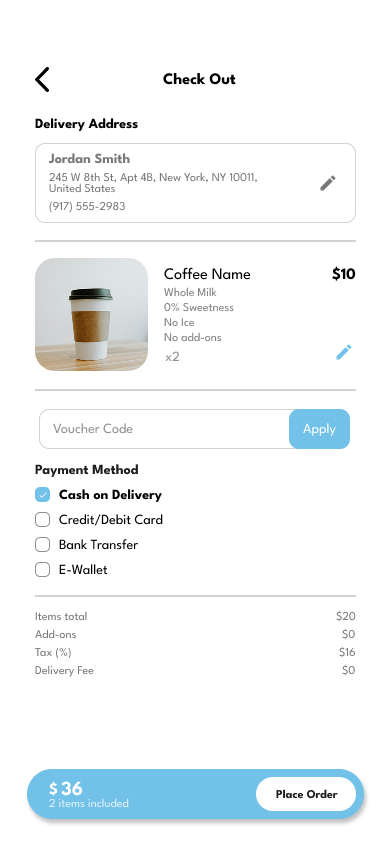 Check Out
Delivery Address
Jordan Smith
245 W 8th St, Apt 4B, New York, NY 10011,
United States
(917) 555-2983
Coffee Name $10
Whole Milk
0% Sweetness
No Ice
No add-ons
x2
Voucher Code Apply
Payment Method
Cash on Delivery
Credit/Debit Card
Bank Transfer
E-Wallet
Items total $20
Add-ons $0
Tax (%) $16
Delivery Fee $0
$ 36
2 items included
Place Order